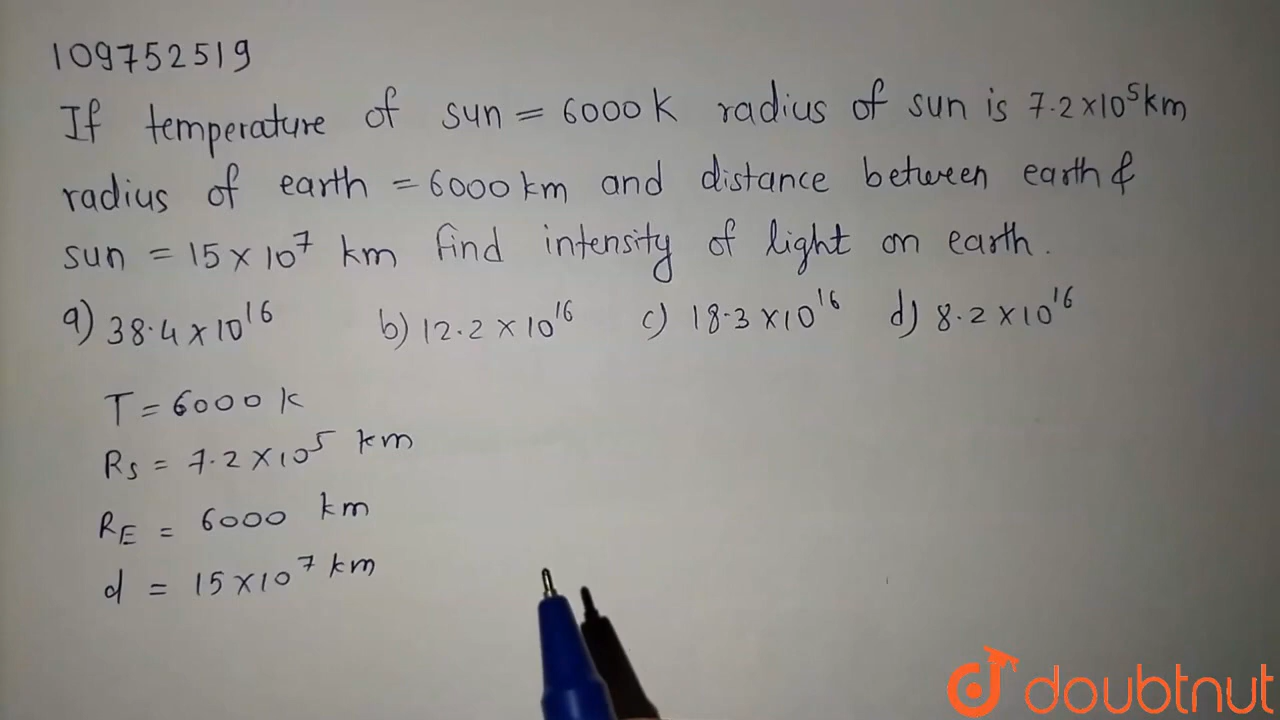 109752519
If temperature of sun = 6000 K radius of sun is 7.2×10⁵ km
radius of earth = 6000 km and distance between earth &
sun = 15 × 10⁷ km find intensity of light on earth.
a) 38.4 × 10¹⁶ b) 12.2 × 10¹⁶ c) 18.3 × 10¹⁶ d) 8.2 × 10¹⁶
T = 6000 K
Rs = 7.2 × 10⁵ km
RE = 6000 km
d = 15 × 10⁷ km
doubtnut